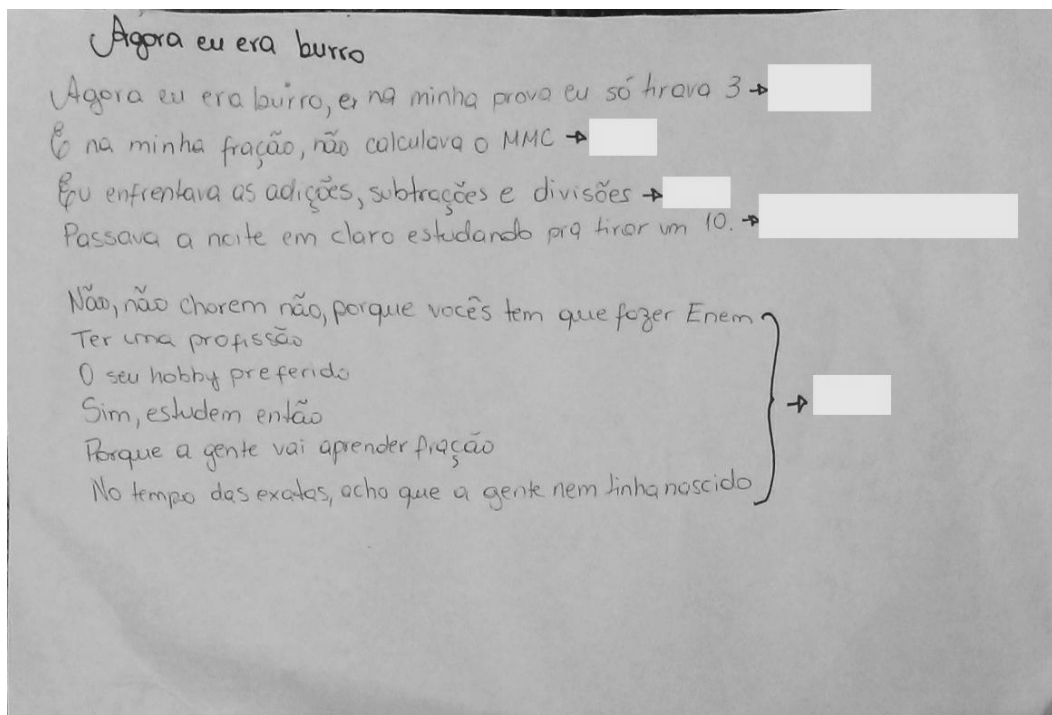 Agora eu era burro
Agora eu era burro, e na minha prova eu só tirava 3 →
E na minha fração, não calculava o MMC →
Eu enfrentava as adições, subtrações e divisões →
Passava a noite em claro estudando pra tirar um 10. →
Não, não chorem não, porque vocês tem que fazer Enem
Ter uma profissão
O seu hobby preferido
Sim, estudem então
Porque a gente vai aprender fração
No tempo das exatas, acho que a gente nem tinha nascido
→